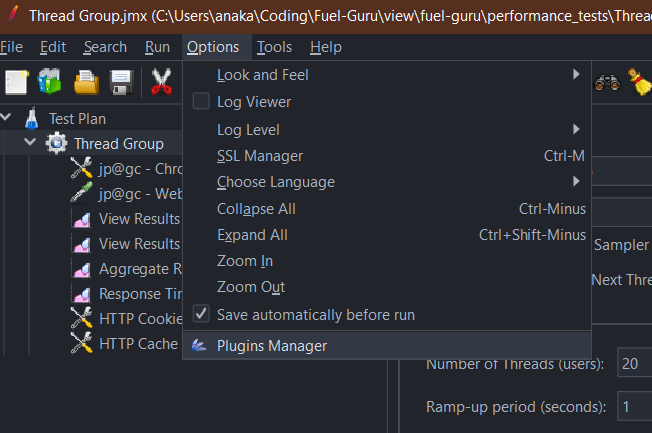 Thread Group.jmx (C:\Users\anaka\Coding\Fuel-Guru\view\fuel-guru\performance_tests\Threa
File Edit Search Run Options Tools Help
Look and Feel
Log Viewer
Log Level
SSL Manager Ctrl-M
Choose Language
Collapse All Ctrl-Minus
Expand All Ctrl+Shift-Minus
Zoom In
Zoom Out
Save automatically before run
Plugins Manager
Test Plan
Thread Group
jp@gc - Chro
jp@gc - Web
View Results
View Results
Aggregate R
Response Tin
HTTP Cookie
HTTP Cache
Sampler
Next Thre
Number of Threads (users): 20
Ramp-up period (seconds): 1